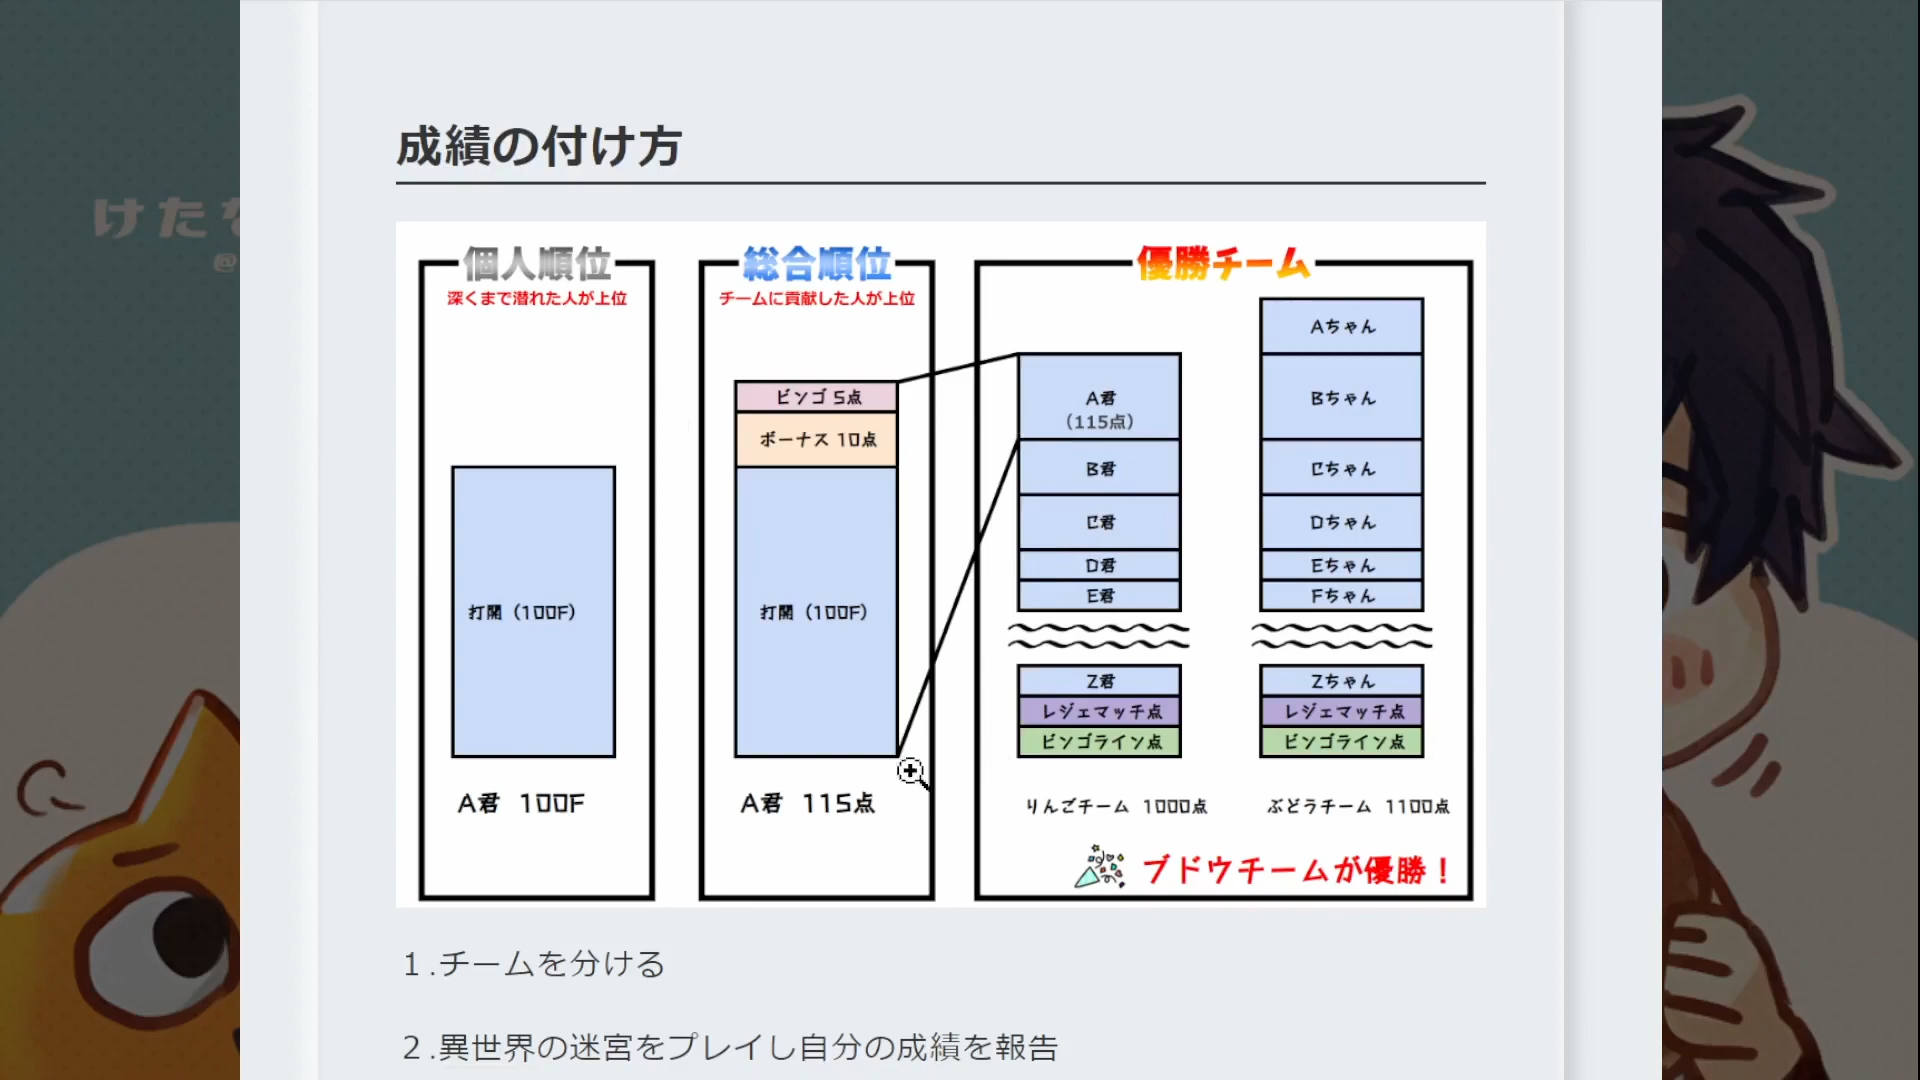 けたな
@
成績の付け方
個人順位
深くまで潜れた人が上位
打開（100F）
A君 100F
総合順位
チームに貢献した人が上位
ビンゴ 5点
ボーナス 10点
打開（100F）
A君 115点
優勝チーム
A君
（115点）
B君
C君
D君
E君
Z君
レジェマッチ点
ビンゴライン点
りんごチーム 1000点
Aちゃん
Bちゃん
Cちゃん
Dちゃん
Eちゃん
Fちゃん
Zちゃん
レジェマッチ点
ビンゴライン点
ぶどうチーム 1100点
ブドウチームが優勝！
１.チームを分ける
２.異世界の迷宮をプレイし自分の成績を報告